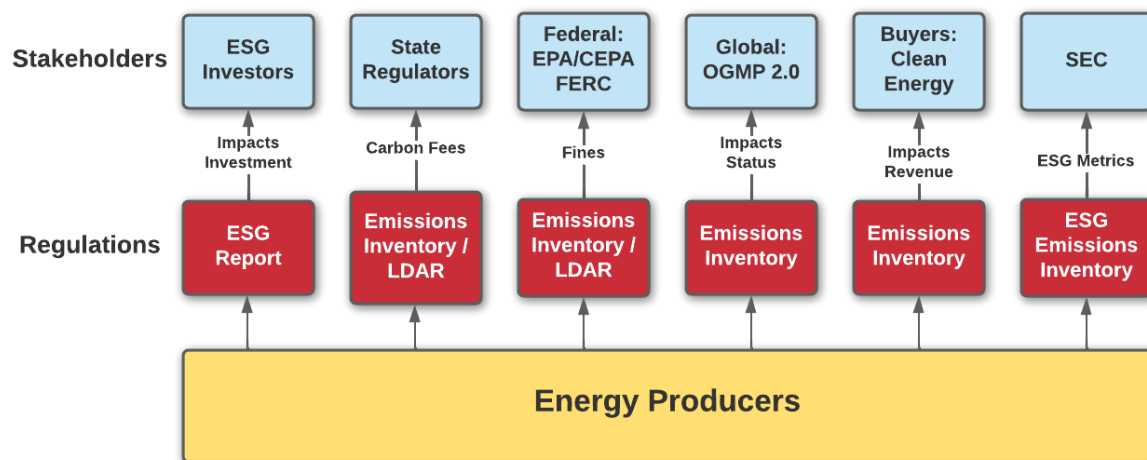 Stakeholders
ESG
Investors
State
Regulators
Federal:
EPA/CEPA
FERC
Global:
OGMP 2.0
Buyers:
Clean
Energy
SEC
Impacts
Investment
Carbon Fees
Fines
Impacts
Status
Impacts
Revenue
ESG Metrics
Regulations
ESG
Report
Emissions
Inventory /
LDAR
Emissions
Inventory /
LDAR
Emissions
Inventory
Emissions
Inventory
ESG
Emissions
Inventory
Energy Producers